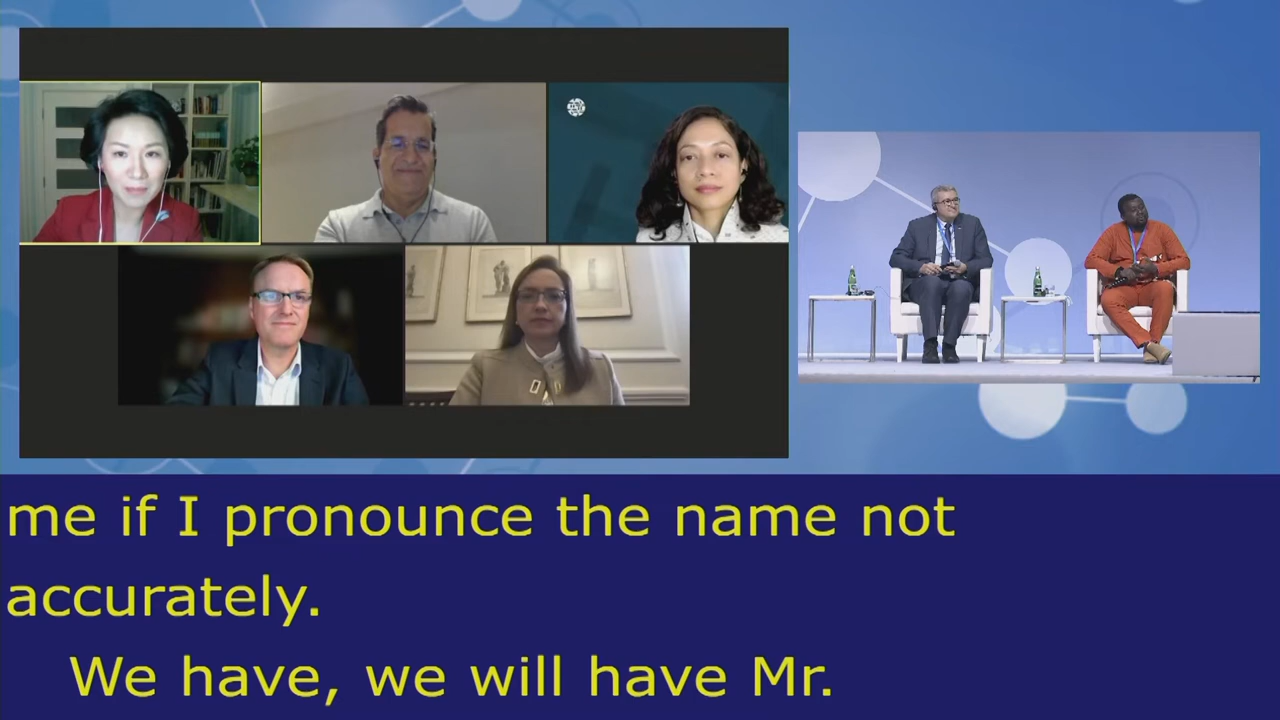 me if I pronounce the name not
accurately.
We have, we will have Mr.